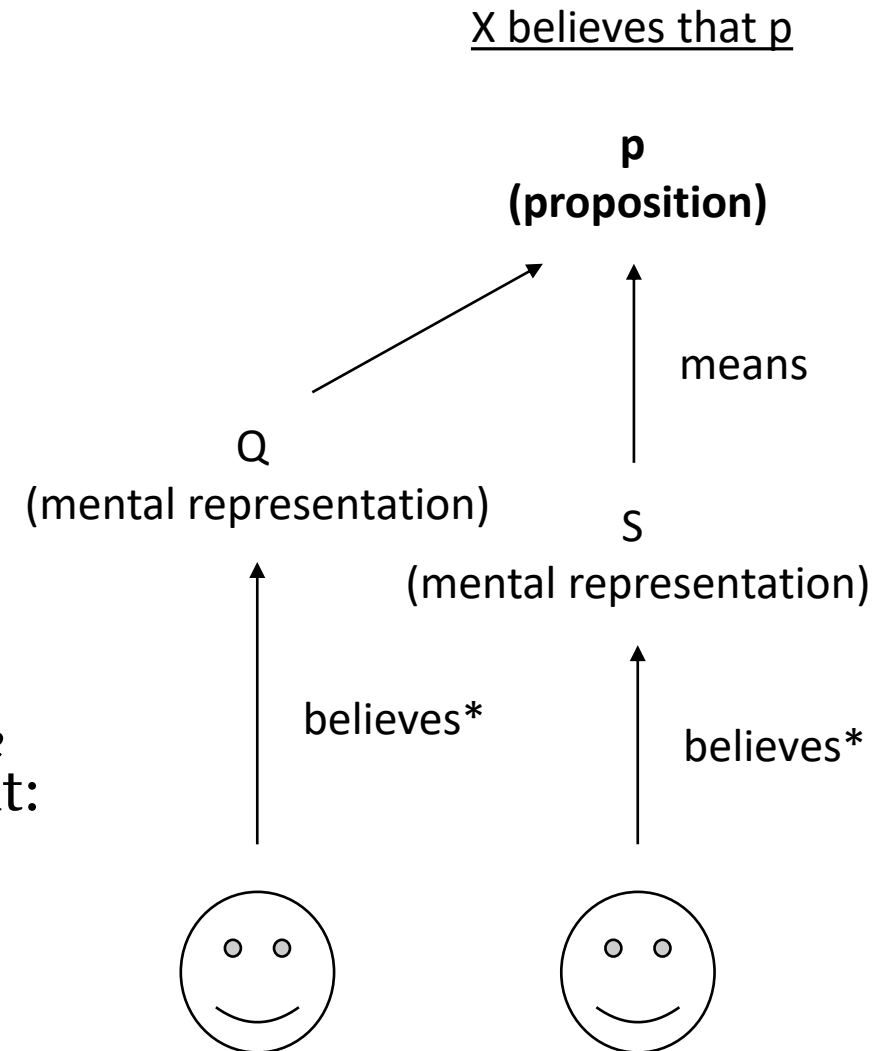 X believes that p
p
(proposition)
means
Q
(mental representation)
S
(mental representation)
believes*
believes*